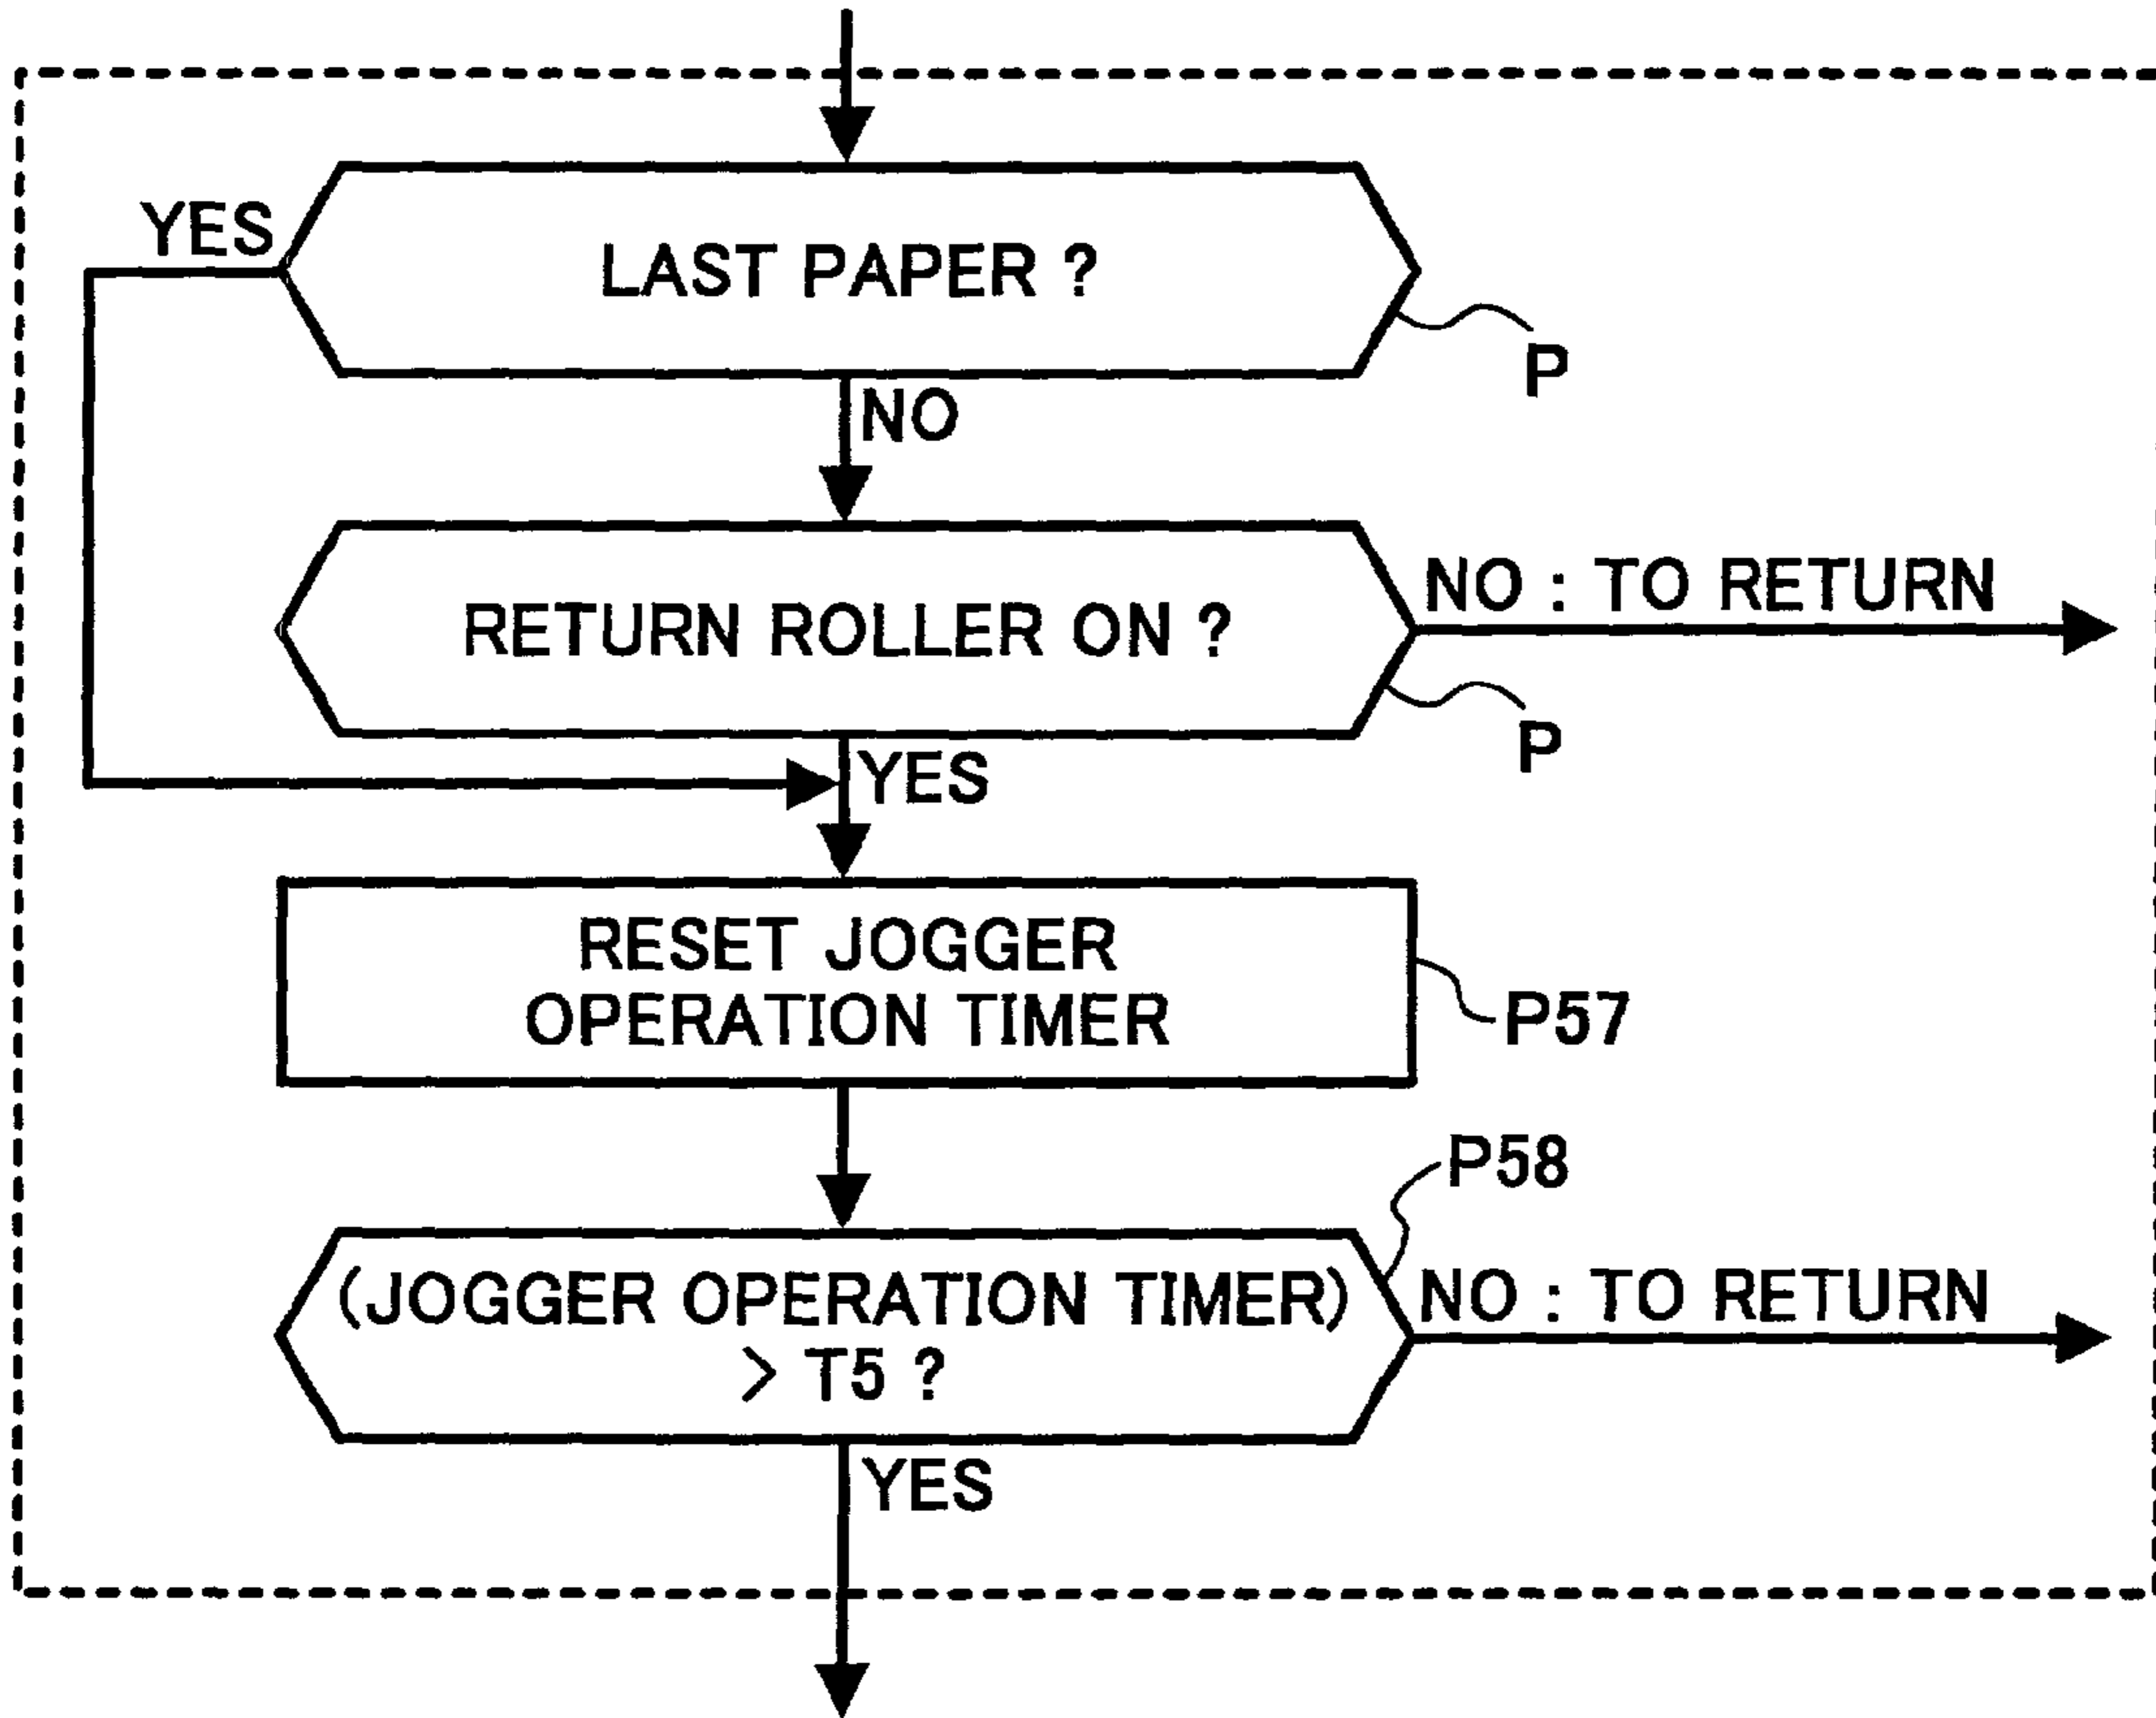 YES
LAST PAPER ?
P
NO
RETURN ROLLER ON ?
NO : TO RETURN
P
YES
RESET JOGGER
OPERATION TIMER
P57
P58
(JOGGER OPERATION TIMER)
> T5 ?
NO : TO RETURN
YES